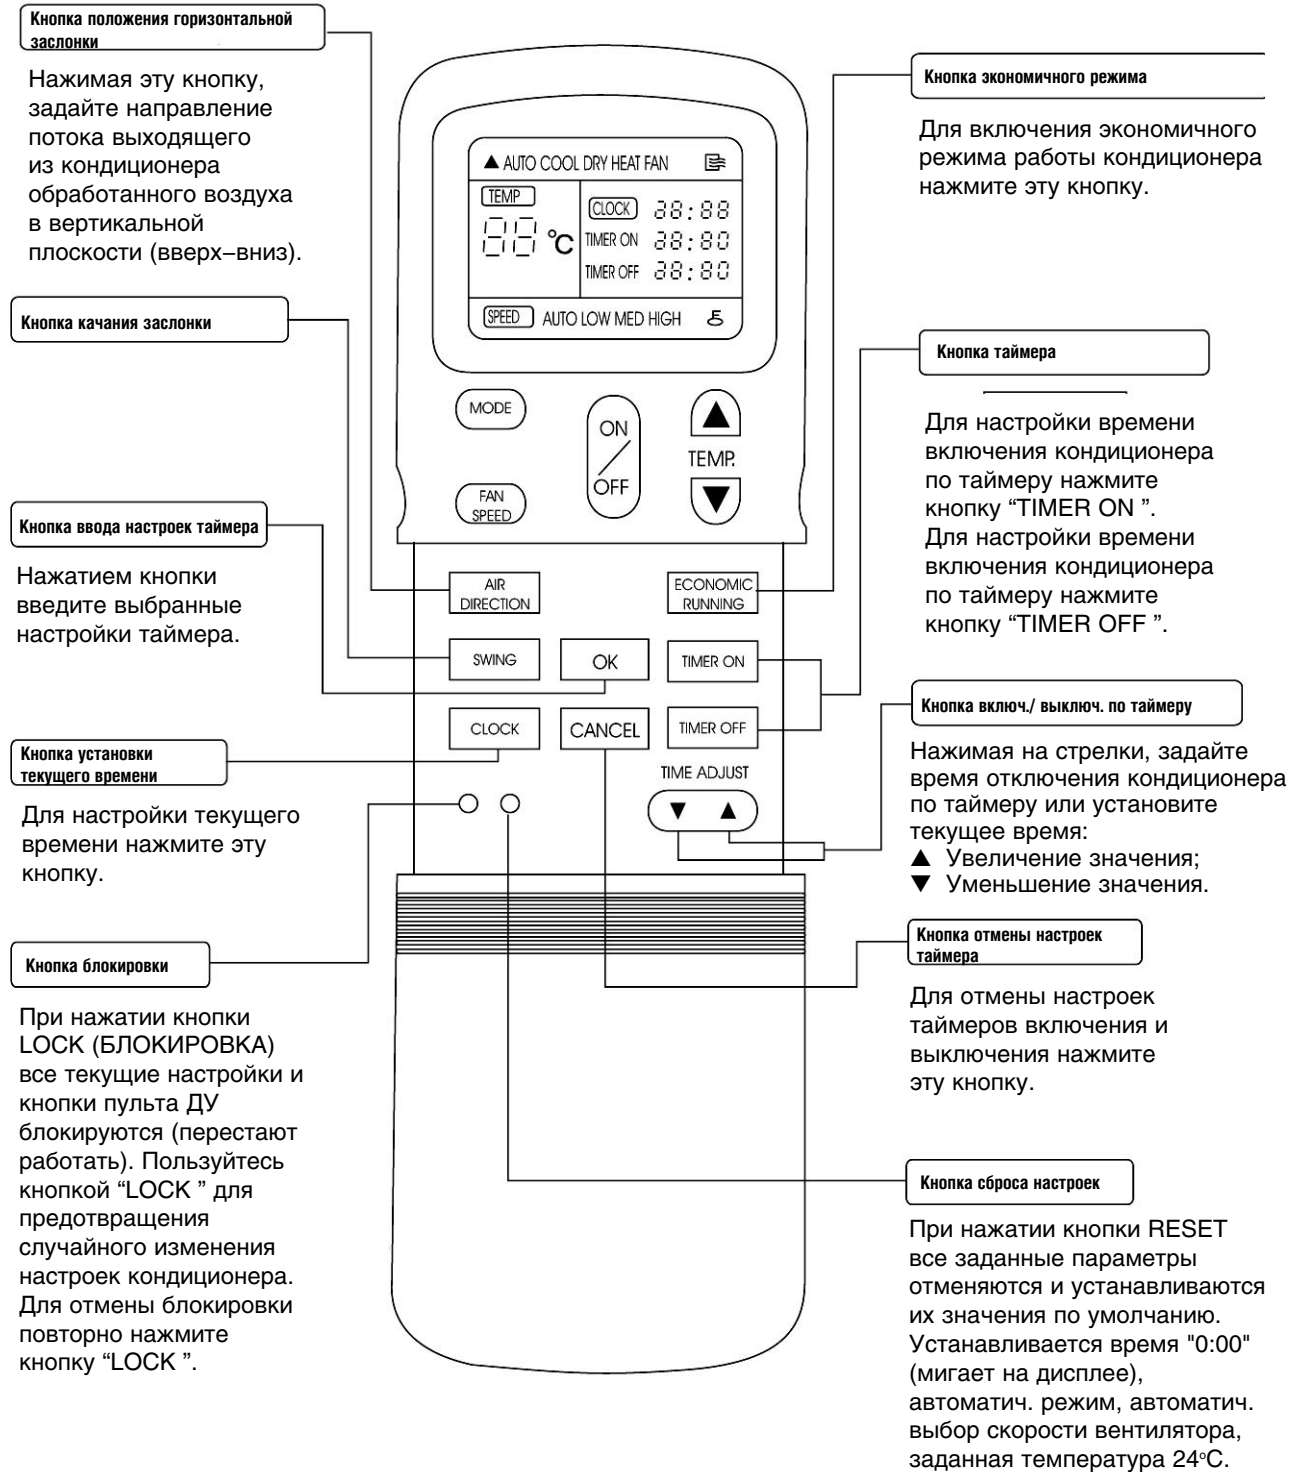 Кнопка положения горизонтальной
заслонки
Нажимая эту кнопку,
задайте направление
потока выходящего
из кондиционера
обработанного воздуха
в вертикальной
плоскости (вверх–вниз).
Кнопка качания заслонки
Кнопка ввода настроек таймера
Нажатием кнопки
введите выбранные
настройки таймера.
Кнопка установки
текущего времени
Для настройки текущего
времени нажмите эту
кнопку.
Кнопка блокировки
При нажатии кнопки
LOCK (БЛОКИРОВКА)
все текущие настройки и
кнопки пульта ДУ
блокируются (перестают
работать). Пользуйтесь
кнопкой “LOCK ” для
предотвращения
случайного изменения
настроек кондиционера.
Для отмены блокировки
повторно нажмите
кнопку “LOCK ”.
▲ AUTO COOL DRY HEAT FAN
TEMP
88 °C
CLOCK 88:88
TIMER ON 88:80
TIMER OFF 88:80
SPEED AUTO LOW MED HIGH
MODE
ON
OFF
▲
TEMP.
▼
FAN
SPEED
AIR
DIRECTION
ECONOMIC
RUNNING
SWING
OK
TIMER ON
CLOCK
CANCEL
TIMER OFF
TIME ADJUST
▼ ▲
Кнопка экономичного режима
Для включения экономичного
режима работы кондиционера
нажмите эту кнопку.
Кнопка таймера
Для настройки времени
включения кондиционера
по таймеру нажмите
кнопку “TIMER ON ”.
Для настройки времени
включения кондиционера
по таймеру нажмите
кнопку “TIMER OFF ”.
Кнопка включ./ выключ. по таймеру
Нажимая на стрелки, задайте
время отключения кондиционера
по таймеру или установите
текущее время:
▲ Увеличение значения;
▼ Уменьшение значения.
Кнопка отмены настроек
таймера
Для отмены настроек
таймеров включения и
выключения нажмите
эту кнопку.
Кнопка сброса настроек
При нажатии кнопки RESET
все заданные параметры
отменяются и устанавливаются
их значения по умолчанию.
Устанавливается время "0:00"
(мигает на дисплее),
автоматич. режим, автоматич.
выбор скорости вентилятора,
заданная температура 24°C.